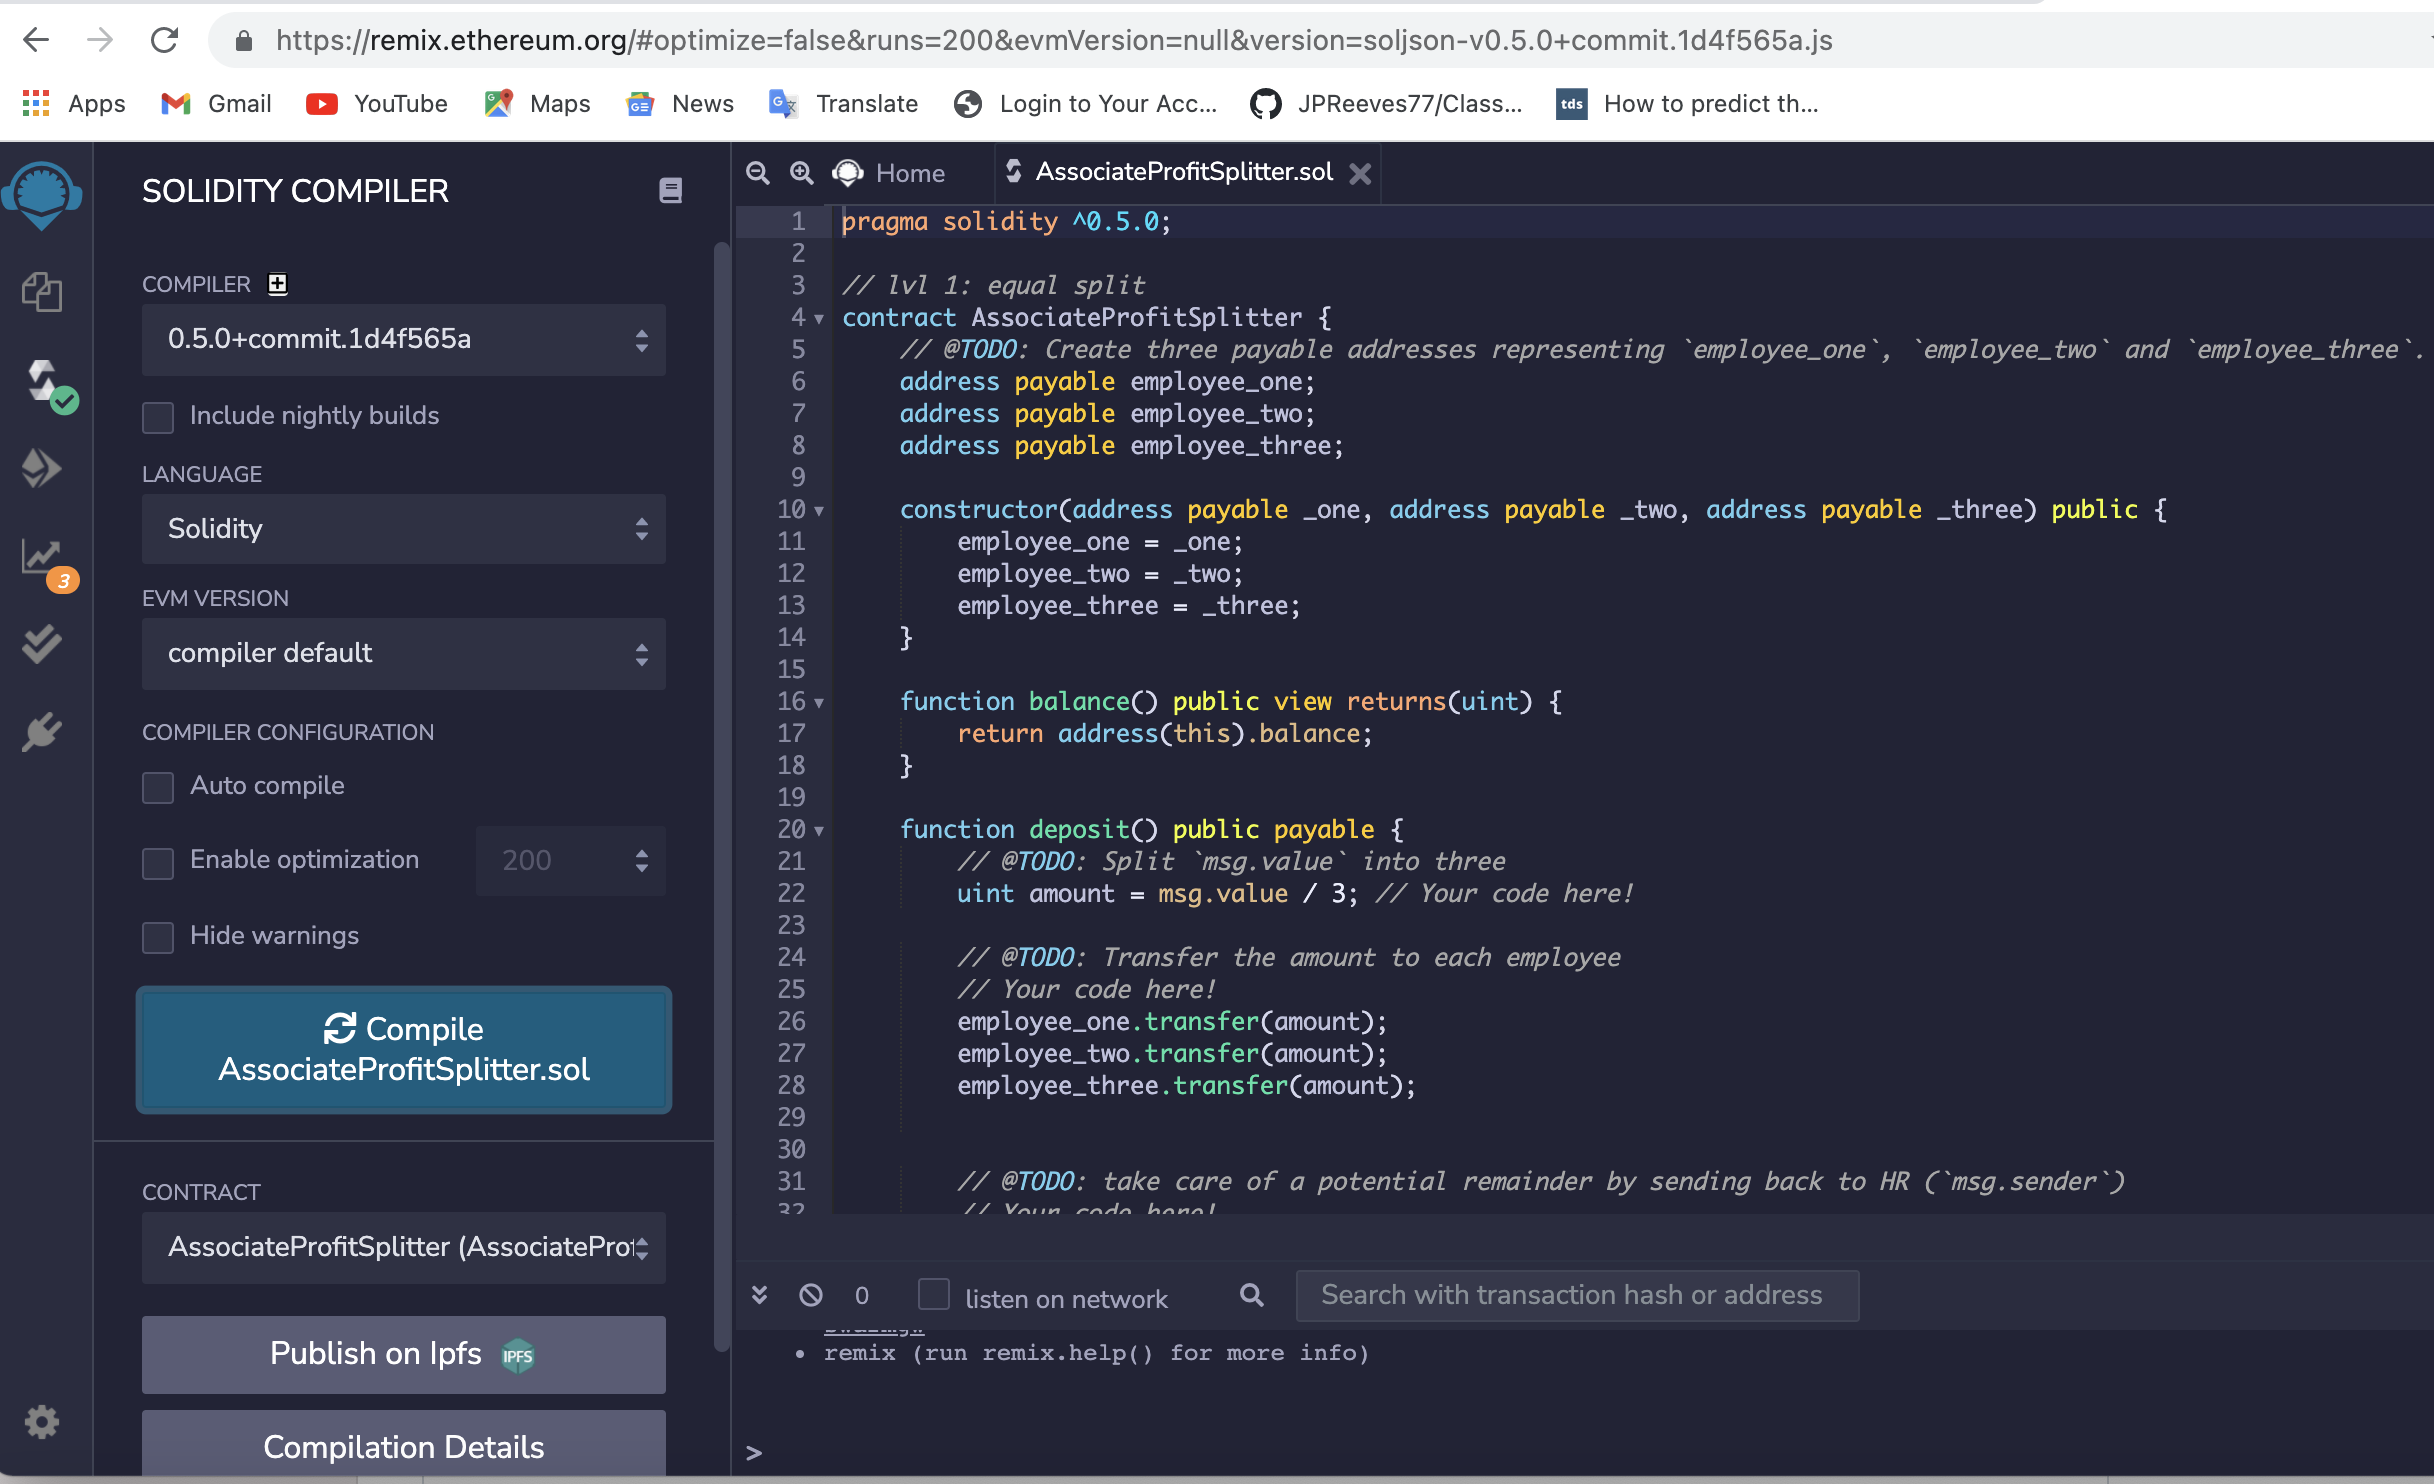 https://remix.ethereum.org/#optimize=false&runs=200&evmVersion=null&version=soljson-v0.5.0+commit.1d4f565a.js
Apps Gmail YouTube Maps News Translate Login to Your Acc... JPReeves77/Class... tds How to predict th...
SOLIDITY COMPILER
COMPILER
0.5.0+commit.1d4f565a
Include nightly builds
LANGUAGE
Solidity
EVM VERSION
compiler default
COMPILER CONFIGURATION
Auto compile
Enable optimization 200
Hide warnings
Compile
AssociateProfitSplitter.sol
CONTRACT
AssociateProfitSplitter (AssociateProf
Publish on Ipfs IPFS
Compilation Details
3
Home AssociateProfitSplitter.sol
1 pragma solidity ^0.5.0;
2
3 // lvl 1: equal split
4 contract AssociateProfitSplitter {
5 // @TODO: Create three payable addresses representing `employee_one`, `employee_two` and `employee_three`.
6 address payable employee_one;
7 address payable employee_two;
8 address payable employee_three;
9
10 constructor(address payable _one, address payable _two, address payable _three) public {
11 employee_one = _one;
12 employee_two = _two;
13 employee_three = _three;
14 }
15
16 function balance() public view returns(uint) {
17 return address(this).balance;
18 }
19
20 function deposit() public payable {
21 // @TODO: Split `msg.value` into three
22 uint amount = msg.value / 3; // Your code here!
23
24 // @TODO: Transfer the amount to each employee
25 // Your code here!
26 employee_one.transfer(amount);
27 employee_two.transfer(amount);
28 employee_three.transfer(amount);
29
30
31 // @TODO: take care of a potential remainder by sending back to HR (`msg.sender`)
32 // Your code here!
0 listen on network Search with transaction hash or address
remix (run remix.help() for more info)
>